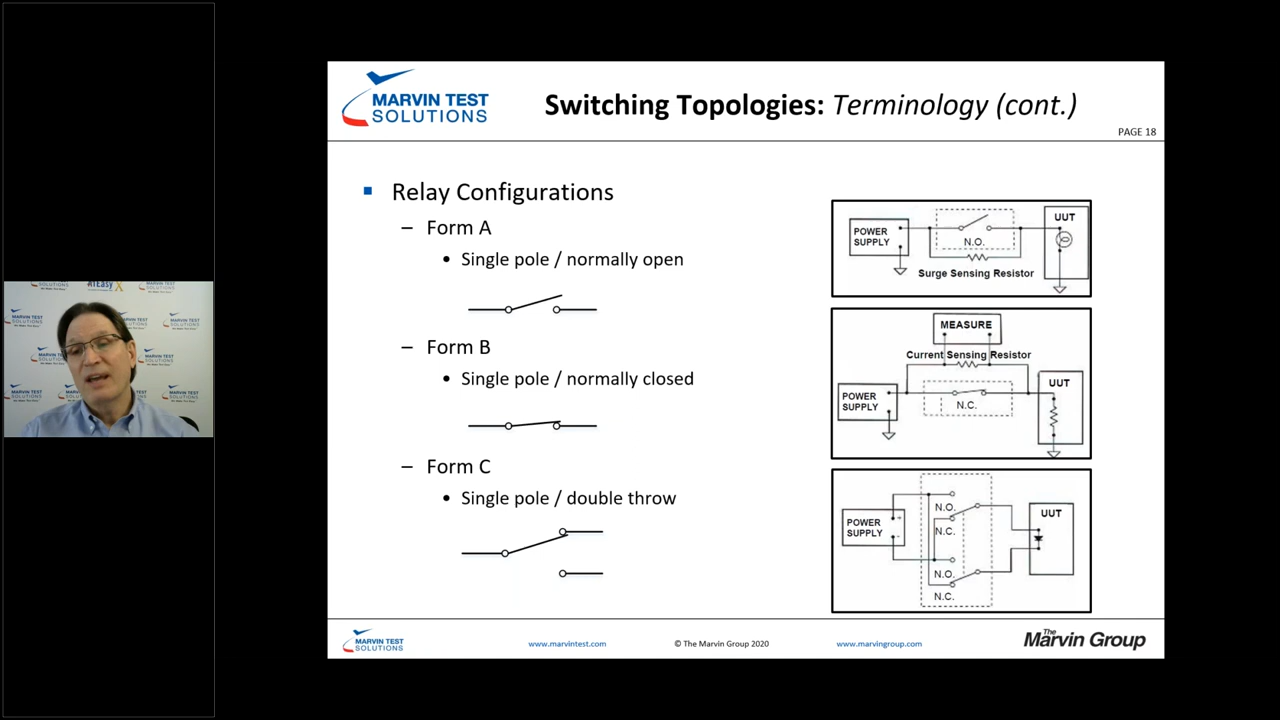 MARVIN TEST
SOLUTIONS
Switching Topologies: Terminology (cont.)
PAGE 18
▪ Relay Configurations
– Form A
• Single pole / normally open
– Form B
• Single pole / normally closed
– Form C
• Single pole / double throw
POWER
SUPPLY
N.O.
UUT
Surge Sensing Resistor
MEASURE
Current Sensing Resistor
POWER
SUPPLY
N.C.
UUT
POWER
SUPPLY
+
-
N.O.
N.C.
N.O.
N.C.
UUT
MARVIN TEST
SOLUTIONS
www.marvintest.com
© The Marvin Group 2020
www.marvingroup.com
The
Marvin Group
ATEasy